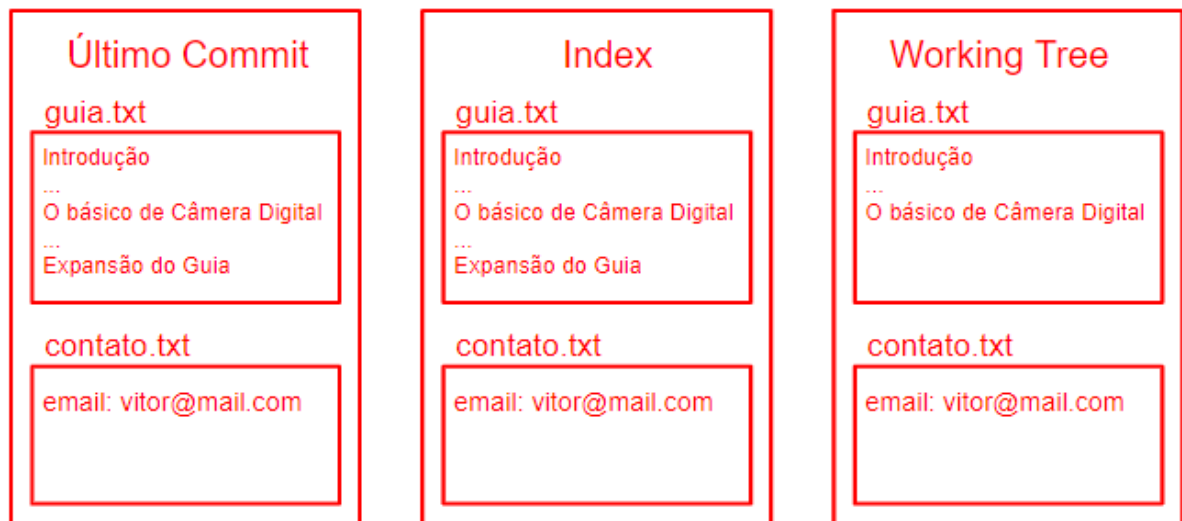 Último Commit
guia.txt
Introdução
...
O básico de Câmera Digital
...
Expansão do Guia
contato.txt
email: vitor@mail.com
Index
guia.txt
Introdução
...
O básico de Câmera Digital
...
Expansão do Guia
contato.txt
email: vitor@mail.com
Working Tree
guia.txt
Introdução
...
O básico de Câmera Digital
contato.txt
email: vitor@mail.com